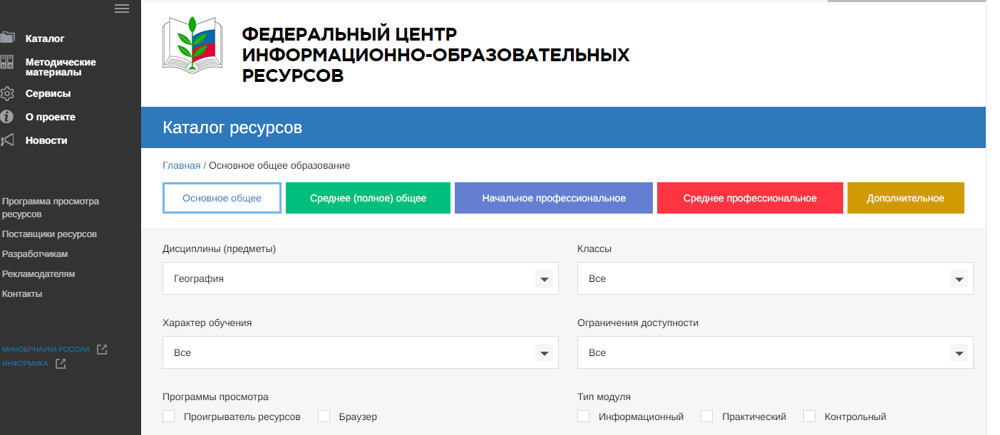 Каталог
Методические
материалы
Сервисы
О проекте
Новости
Программа просмотра
ресурсов
Поставщики ресурсов
Разработчикам
Рекламодателям
Контакты
МИНОБРНАУКИ РОССИИ
ИНФОРМИКА
ФЕДЕРАЛЬНЫЙ ЦЕНТР
ИНФОРМАЦИОННО-ОБРАЗОВАТЕЛЬНЫХ
РЕСУРСОВ
Каталог ресурсов
Главная / Основное общее образование
Основное общее Среднее (полное) общее Начальное профессиональное Среднее профессиональное Дополнительное
Дисциплины (предметы) Классы
География Все
Характер обучения Ограничения доступности
Все Все
Программы просмотра Тип модуля
Проигрыватель ресурсов Браузер Информационный Практический Контрольный